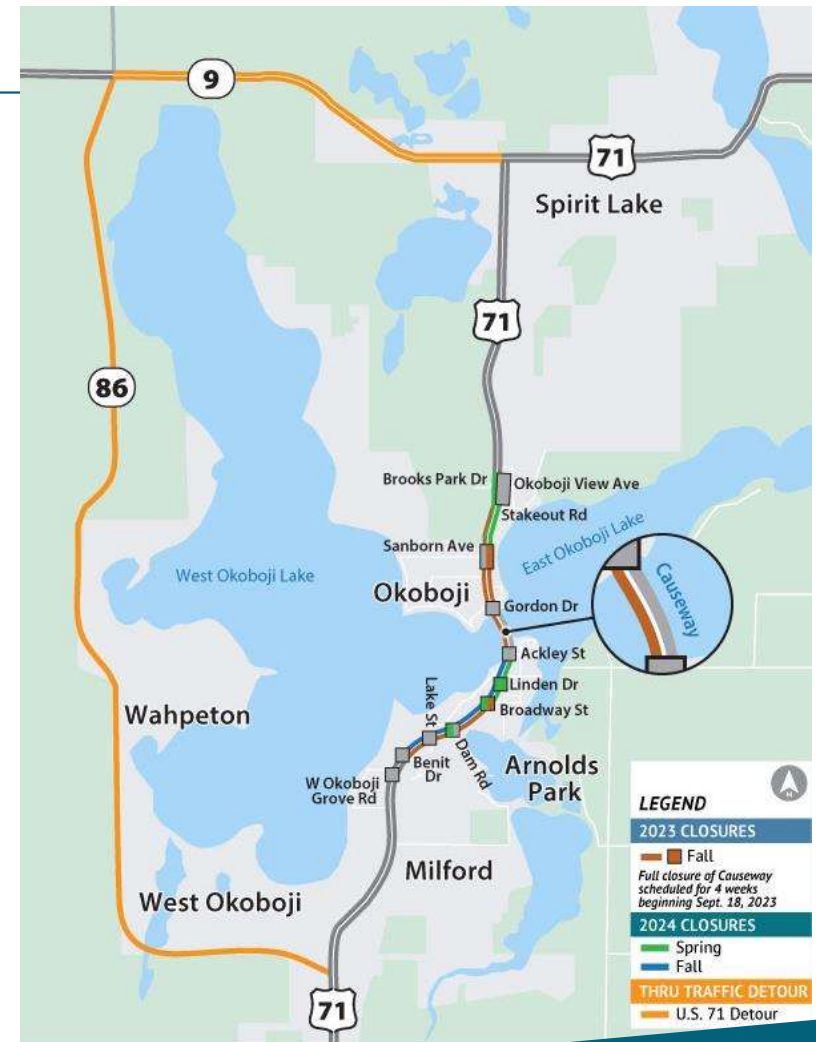 9
71
Spirit Lake
71
86
Brooks Park Dr
Okoboji View Ave
Stakeout Rd
East Okoboji Lake
Sanborn Ave
West Okoboji Lake
Okoboji
Gordon Dr
Causeway
Ackley St
Linden Dr
Broadway St
Lake St
Wahpeton
Dam Rd
Benit
Dr
Arnolds
Park
W Okoboji
Grove Rd
Milford
West Okoboji
71
N
LEGEND
2023 CLOSURES
Fall
Full closure of Causeway
scheduled for 4 weeks
beginning Sept. 18, 2023
2024 CLOSURES
Spring
Fall
THRU TRAFFIC DETOUR
U.S. 71 Detour